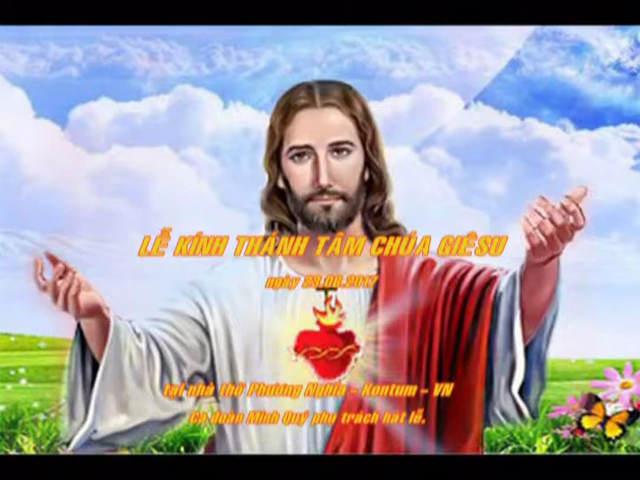 LỄ KÍNH THÁNH TÂM CHÚA GIÊSU
ngày 23.06.2017
tại nhà thờ Phương Nghĩa - Kontum - VN
Ca đoàn Minh Quý phụ trách hát lễ.